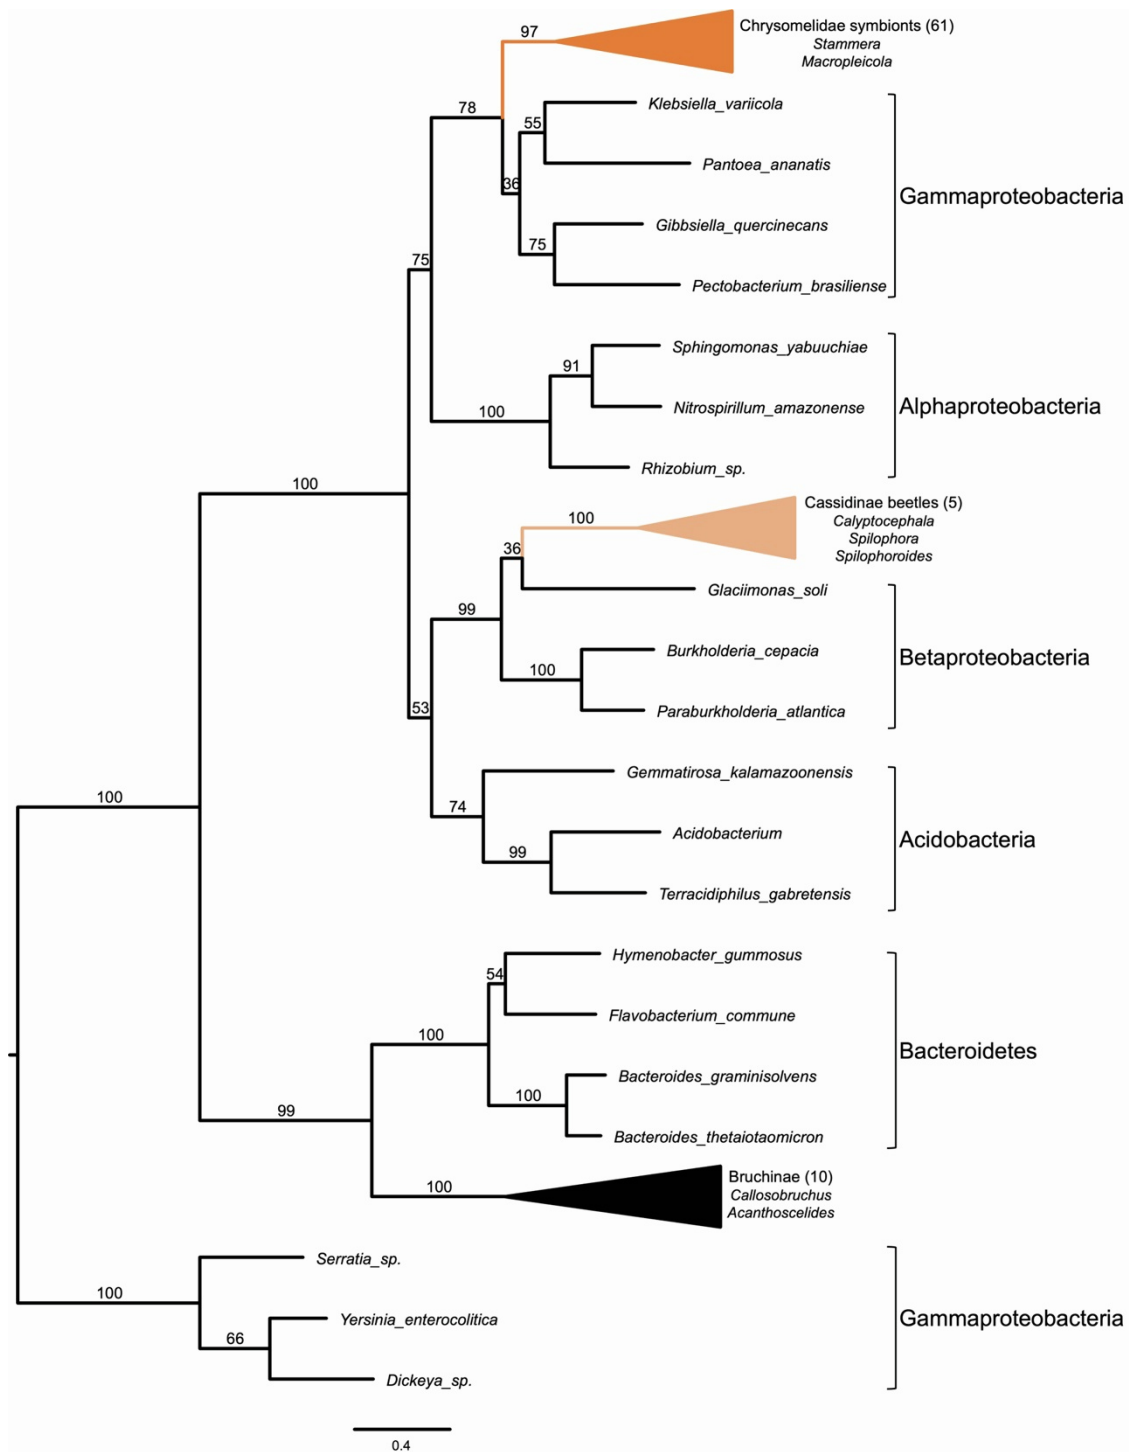 97
Chrysomelidae symbionts (61)
Stammera
Macropleicola
78
Klebsiella_variicola
55
Pantoea_ananatis
36
Gammaproteobacteria
Gibbsiella_quercinecans
75
Pectobacterium_brasiliense
75
Sphingomonas_yabuuchiae
91
Nitrospirillum_amazonense
Alphaproteobacteria
100
Rhizobium_sp.
100
Cassidinae beetles (5)
Calyptocephala
Spilophora
Spilophoroides
100
36
Glaciimonas_soli
99
Burkholderia_cepacia
Betaproteobacteria
100
Paraburkholderia_atlantica
53
Gemmatirosa_kalamazoonensis
100
74
Acidobacterium
Acidobacteria
99
Terracidiphilus_gabretensis
Hymenobacter_gummosus
54
Flavobacterium_commune
100
Bacteroidetes
Bacteroides_graminisolvens
100
99
Bacteroides_thetaiotaomicron
Bruchinae (10)
100
Callosobruchus
Acanthoscelides
Serratia_sp.
100
Yersinia_enterocolitica
Gammaproteobacteria
66
Dickeya_sp.
0.4